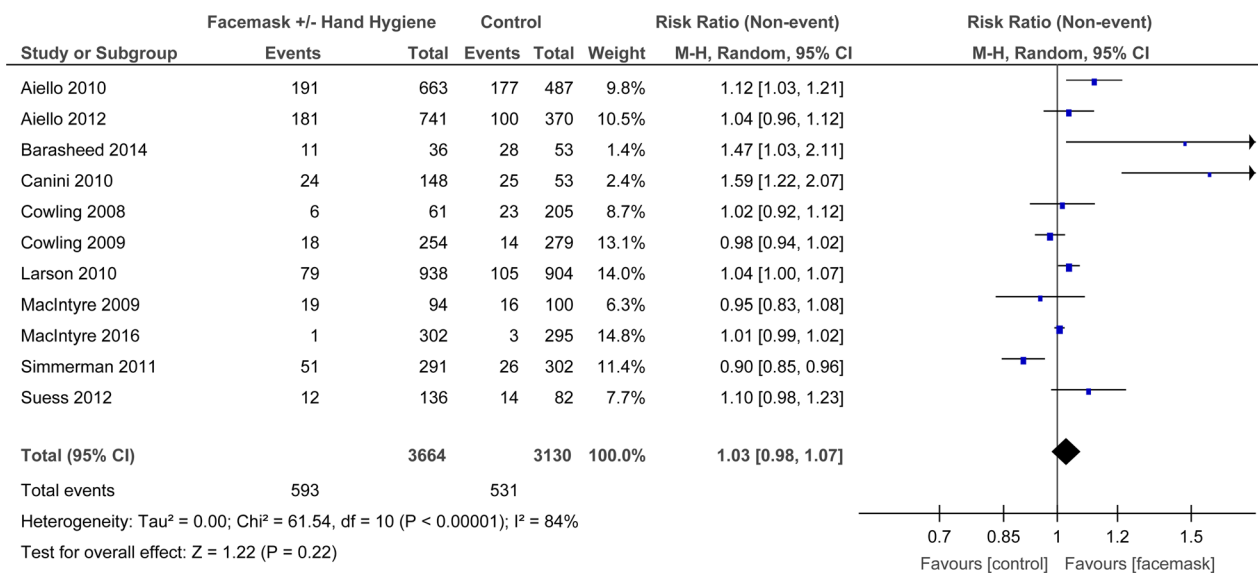 Facemask +/- Hand Hygiene Control Risk Ratio (Non-event) Risk Ratio (Non-event)
Study or Subgroup Events Total Events Total Weight M-H, Random, 95% CI M-H, Random, 95% CI
Aiello 2010 191 663 177 487 9.8% 1.12 [1.03, 1.21]
Aiello 2012 181 741 100 370 10.5% 1.04 [0.96, 1.12]
Barasheed 2014 11 36 28 53 1.4% 1.47 [1.03, 2.11]
Canini 2010 24 148 25 53 2.4% 1.59 [1.22, 2.07]
Cowling 2008 6 61 23 205 8.7% 1.02 [0.92, 1.12]
Cowling 2009 18 254 14 279 13.1% 0.98 [0.94, 1.02]
Larson 2010 79 938 105 904 14.0% 1.04 [1.00, 1.07]
MacIntyre 2009 19 94 16 100 6.3% 0.95 [0.83, 1.08]
MacIntyre 2016 1 302 3 295 14.8% 1.01 [0.99, 1.02]
Simmerman 2011 51 291 26 302 11.4% 0.90 [0.85, 0.96]
Suess 2012 12 136 14 82 7.7% 1.10 [0.98, 1.23]
Total (95% CI) 3664 3130 100.0% 1.03 [0.98, 1.07]
Total events 593 531
Heterogeneity: Tau² = 0.00; Chi² = 61.54, df = 10 (P < 0.00001); I² = 84%
Test for overall effect: Z = 1.22 (P = 0.22)
0.7 0.85 1 1.2 1.5
Favours [control] Favours [facemask]